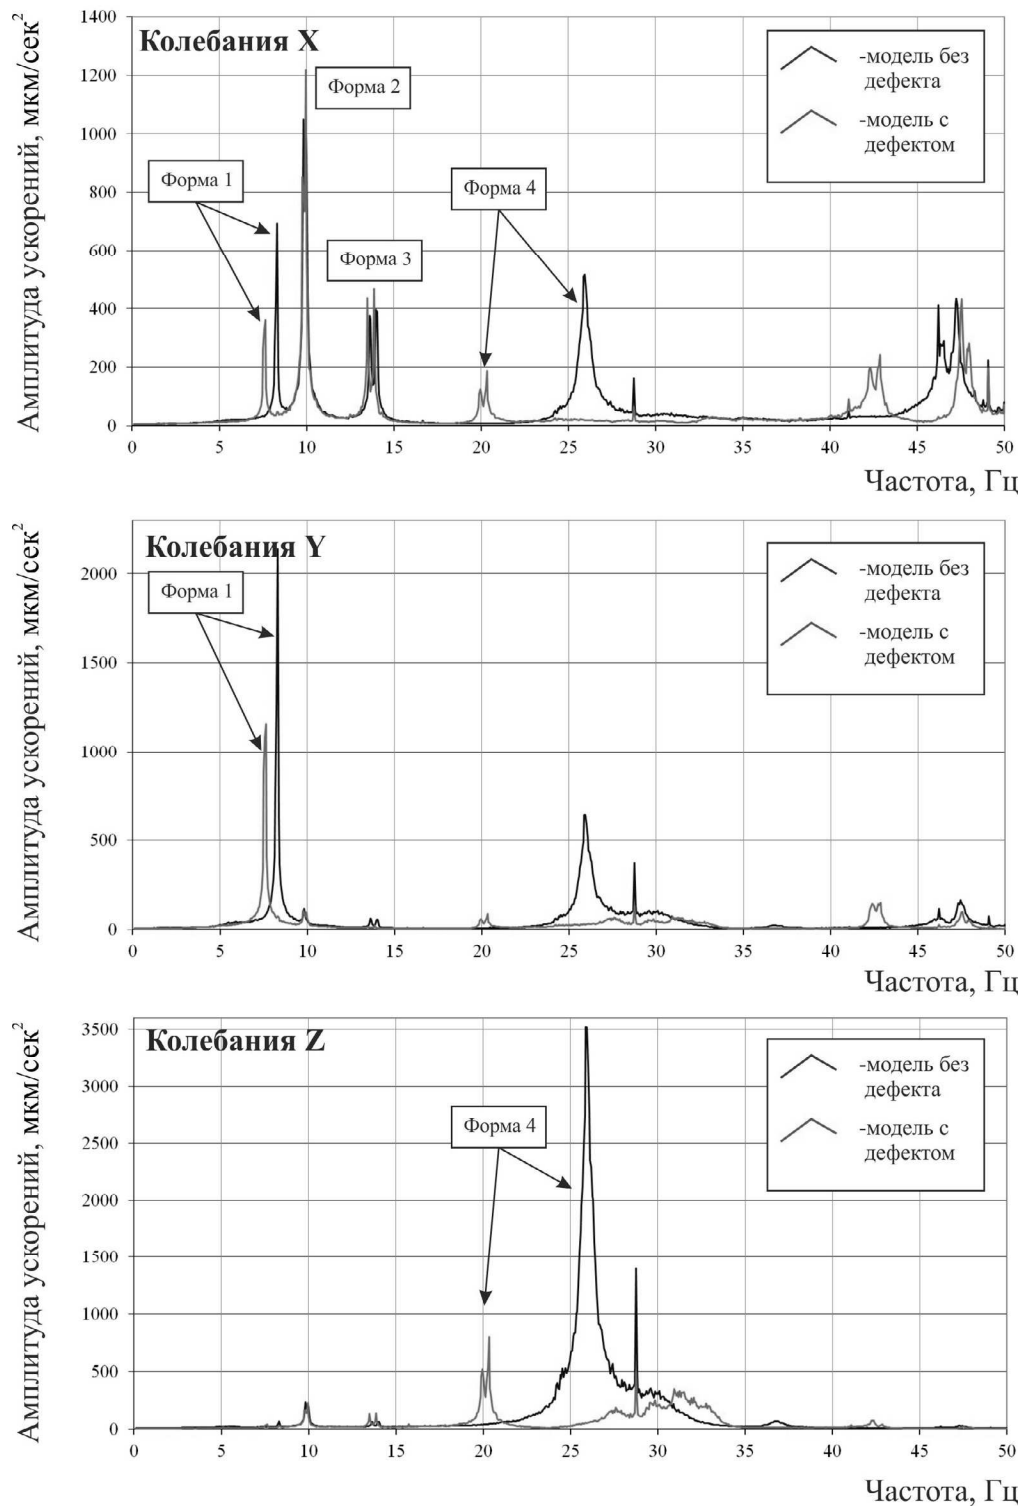 Амплитуда ускорений, мкм/сек²
Колебания X
1400
1200
1000
800
600
400
200
0
Форма 1
Форма 2
Форма 3
Форма 4
-модель без
дефекта
-модель с
дефектом
0 5 10 15 20 25 30 35 40 45 50
Частота, Гц
Амплитуда ускорений, мкм/сек²
Колебания Y
2000
1500
1000
500
0
Форма 1
-модель без
дефекта
-модель с
дефектом
0 5 10 15 20 25 30 35 40 45 50
Частота, Гц
Амплитуда ускорений, мкм/сек²
Колебания Z
3500
3000
2500
2000
1500
1000
500
0
Форма 4
-модель без
дефекта
-модель с
дефектом
0 5 10 15 20 25 30 35 40 45 50
Частота, Гц